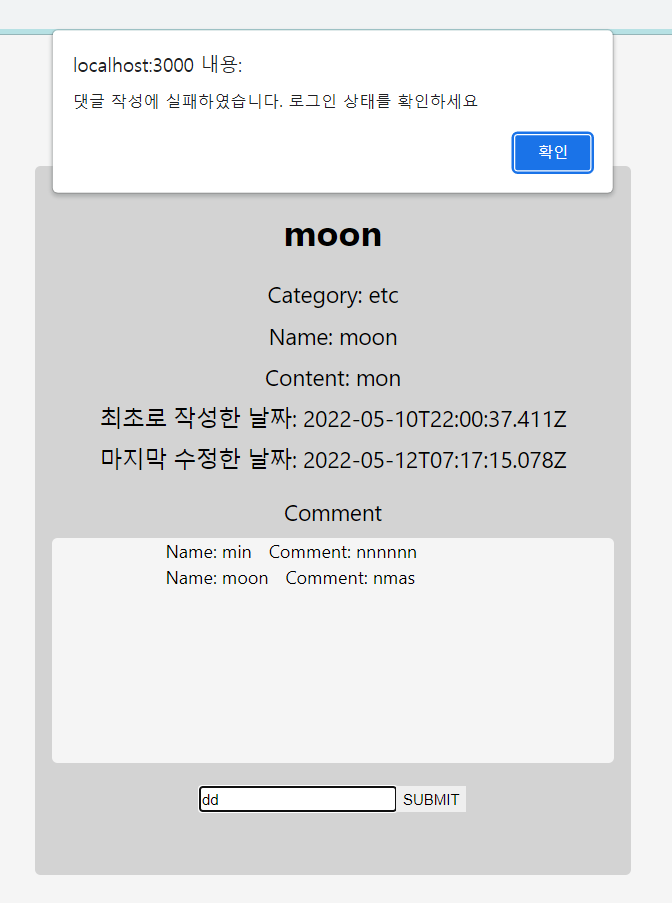 localhost:3000 내용:
댓글 작성에 실패하였습니다. 로그인 상태를 확인하세요
확인
moon
Category: etc
Name: moon
Content: mon
최초로 작성한 날짜: 2022-05-10T22:00:37.411Z
마지막 수정한 날짜: 2022-05-12T07:17:15.078Z
Comment
Name: min Comment: nnnnnn
Name: moon Comment: nmas
dd SUBMIT